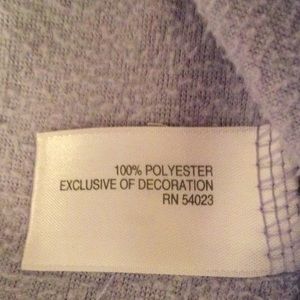 100% POLYESTER
EXCLUSIVE OF DECORATION
RN 54023